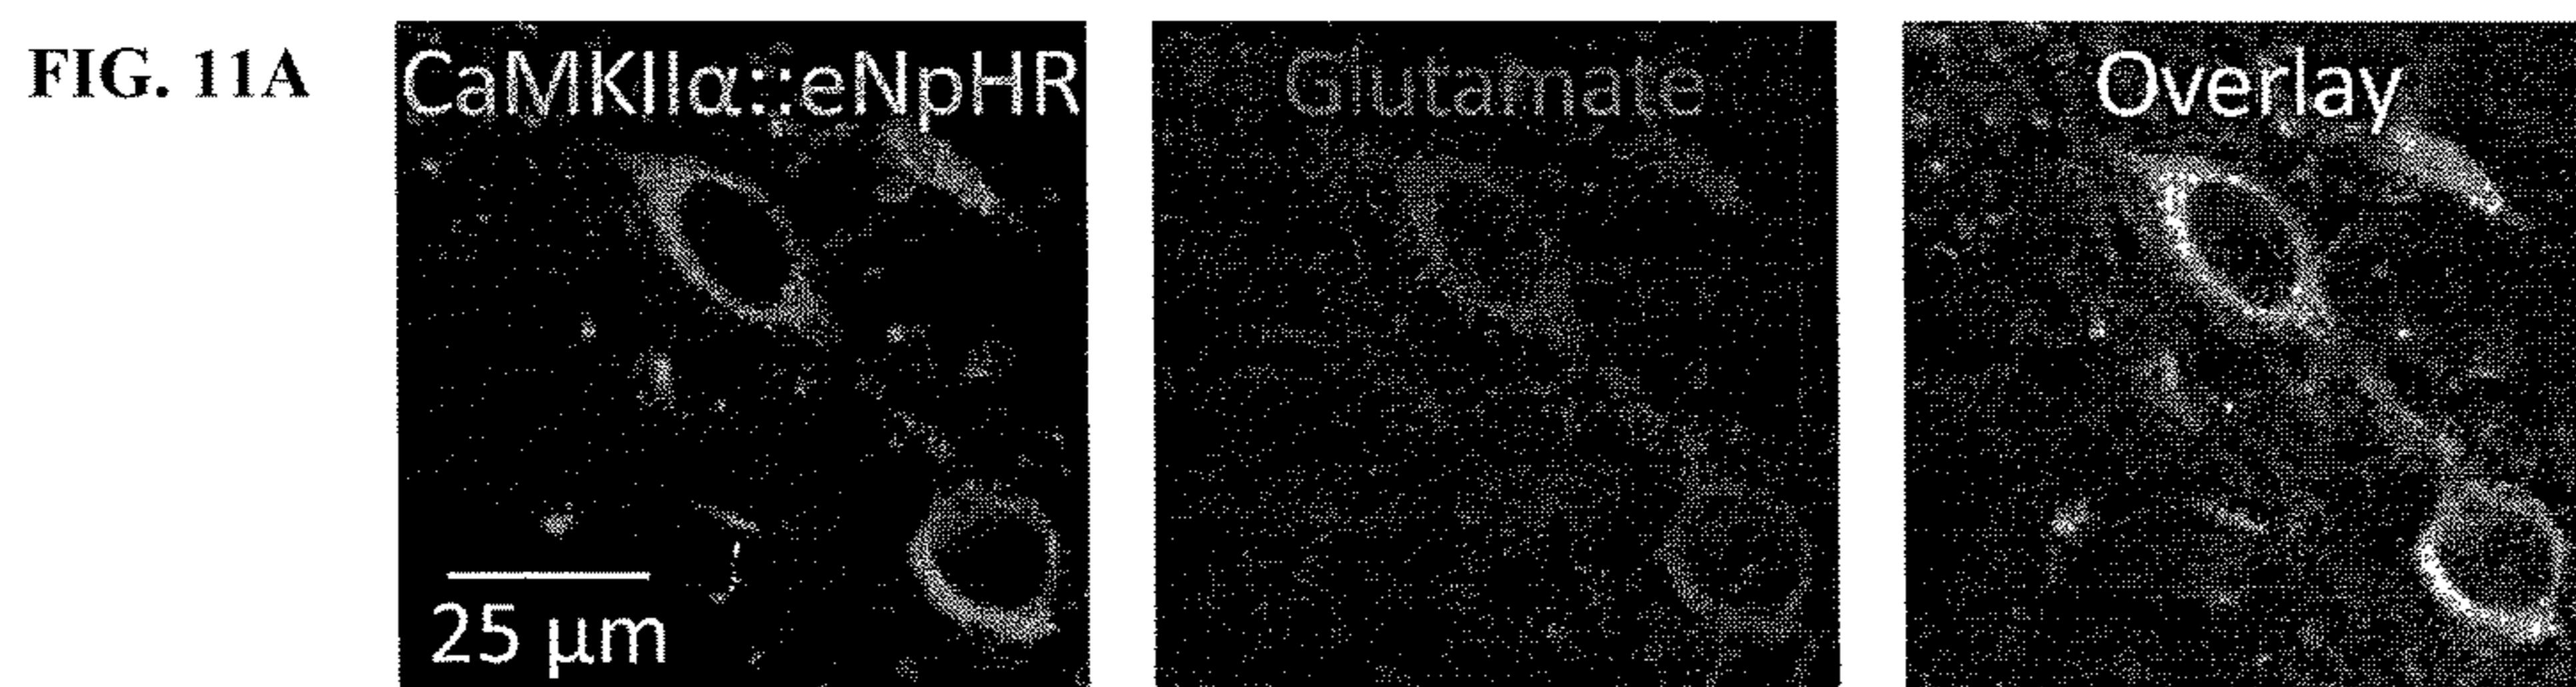 FIG. 11A
CaMKIIα::eNpHR
Glutamate
Overlay
25 μm